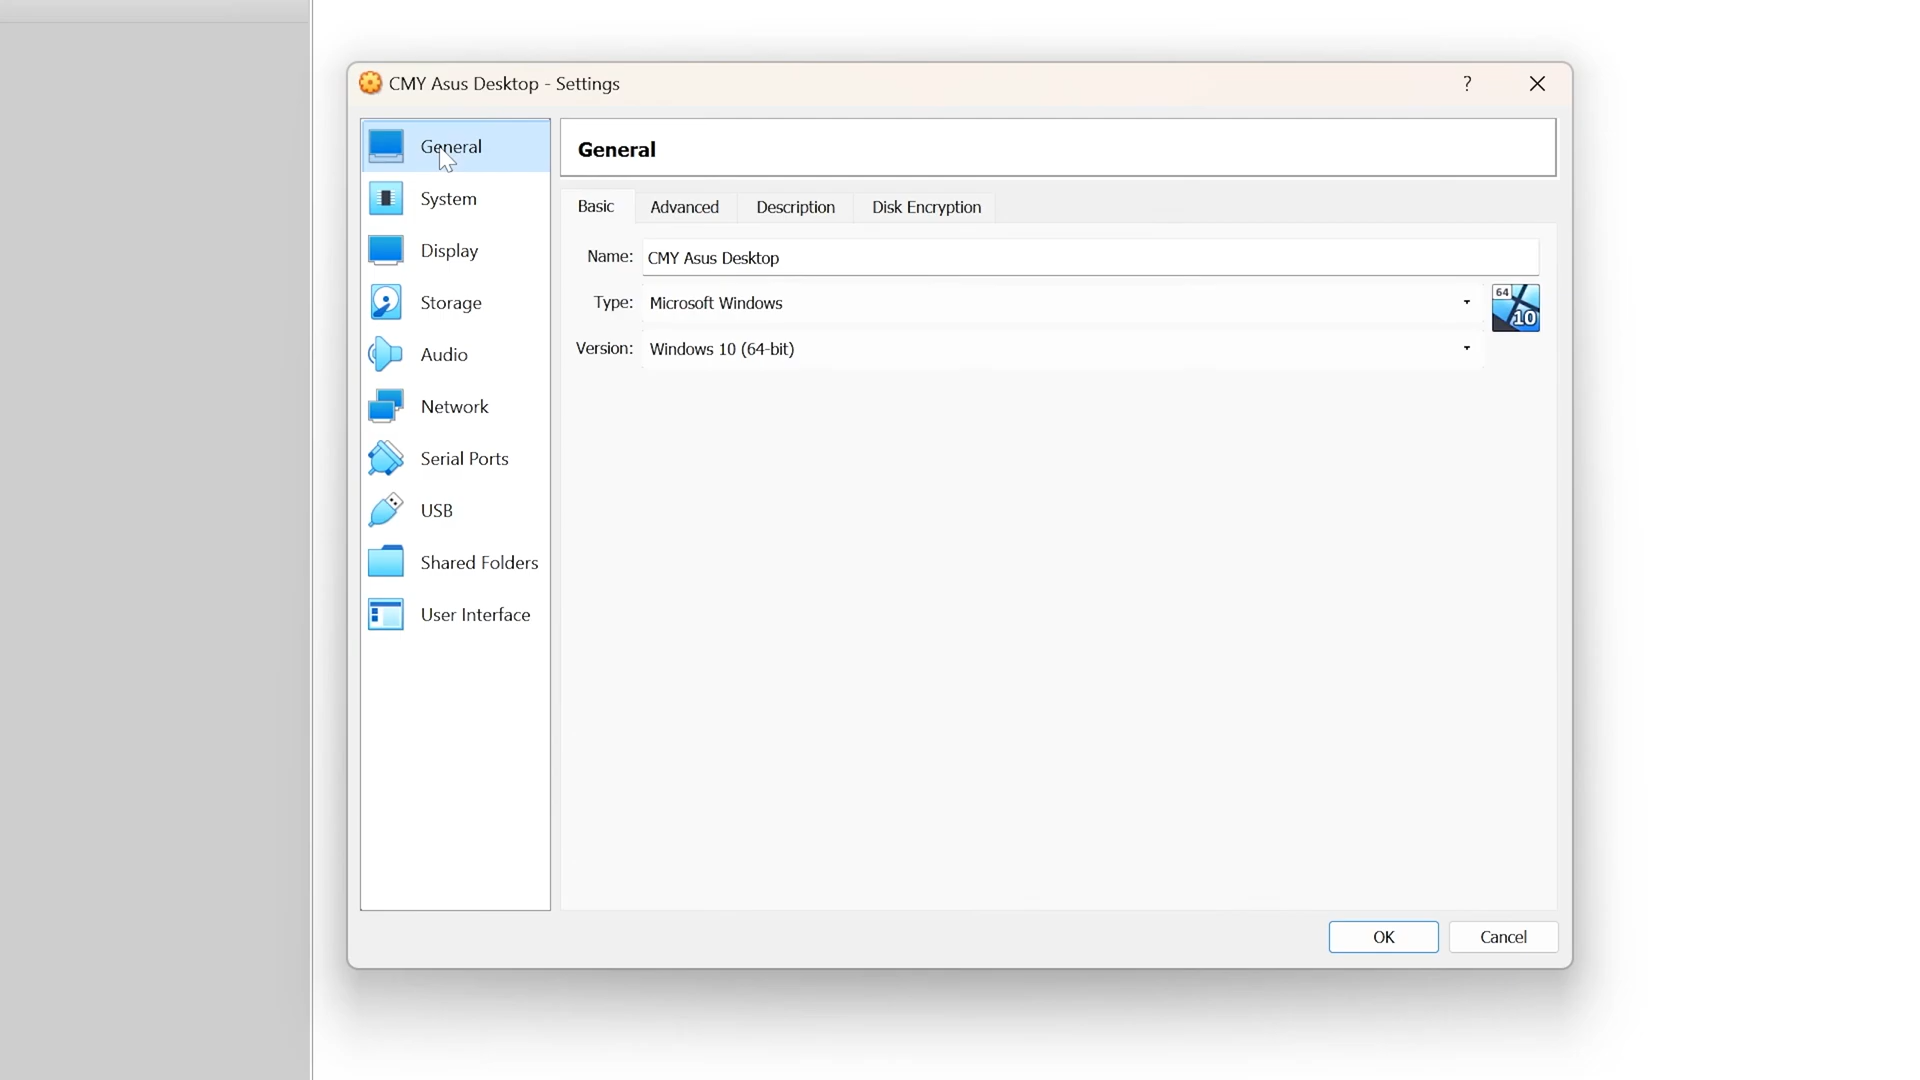 CMY Asus Desktop - Settings
?
General
System
Display
Storage
Audio
Network
Serial Ports
USB
Shared Folders
User Interface
General
Basic Advanced Description Disk Encryption
Name: CMY Asus Desktop
Type: Microsoft Windows
64
10
Version: Windows 10 (64-bit)
OK Cancel